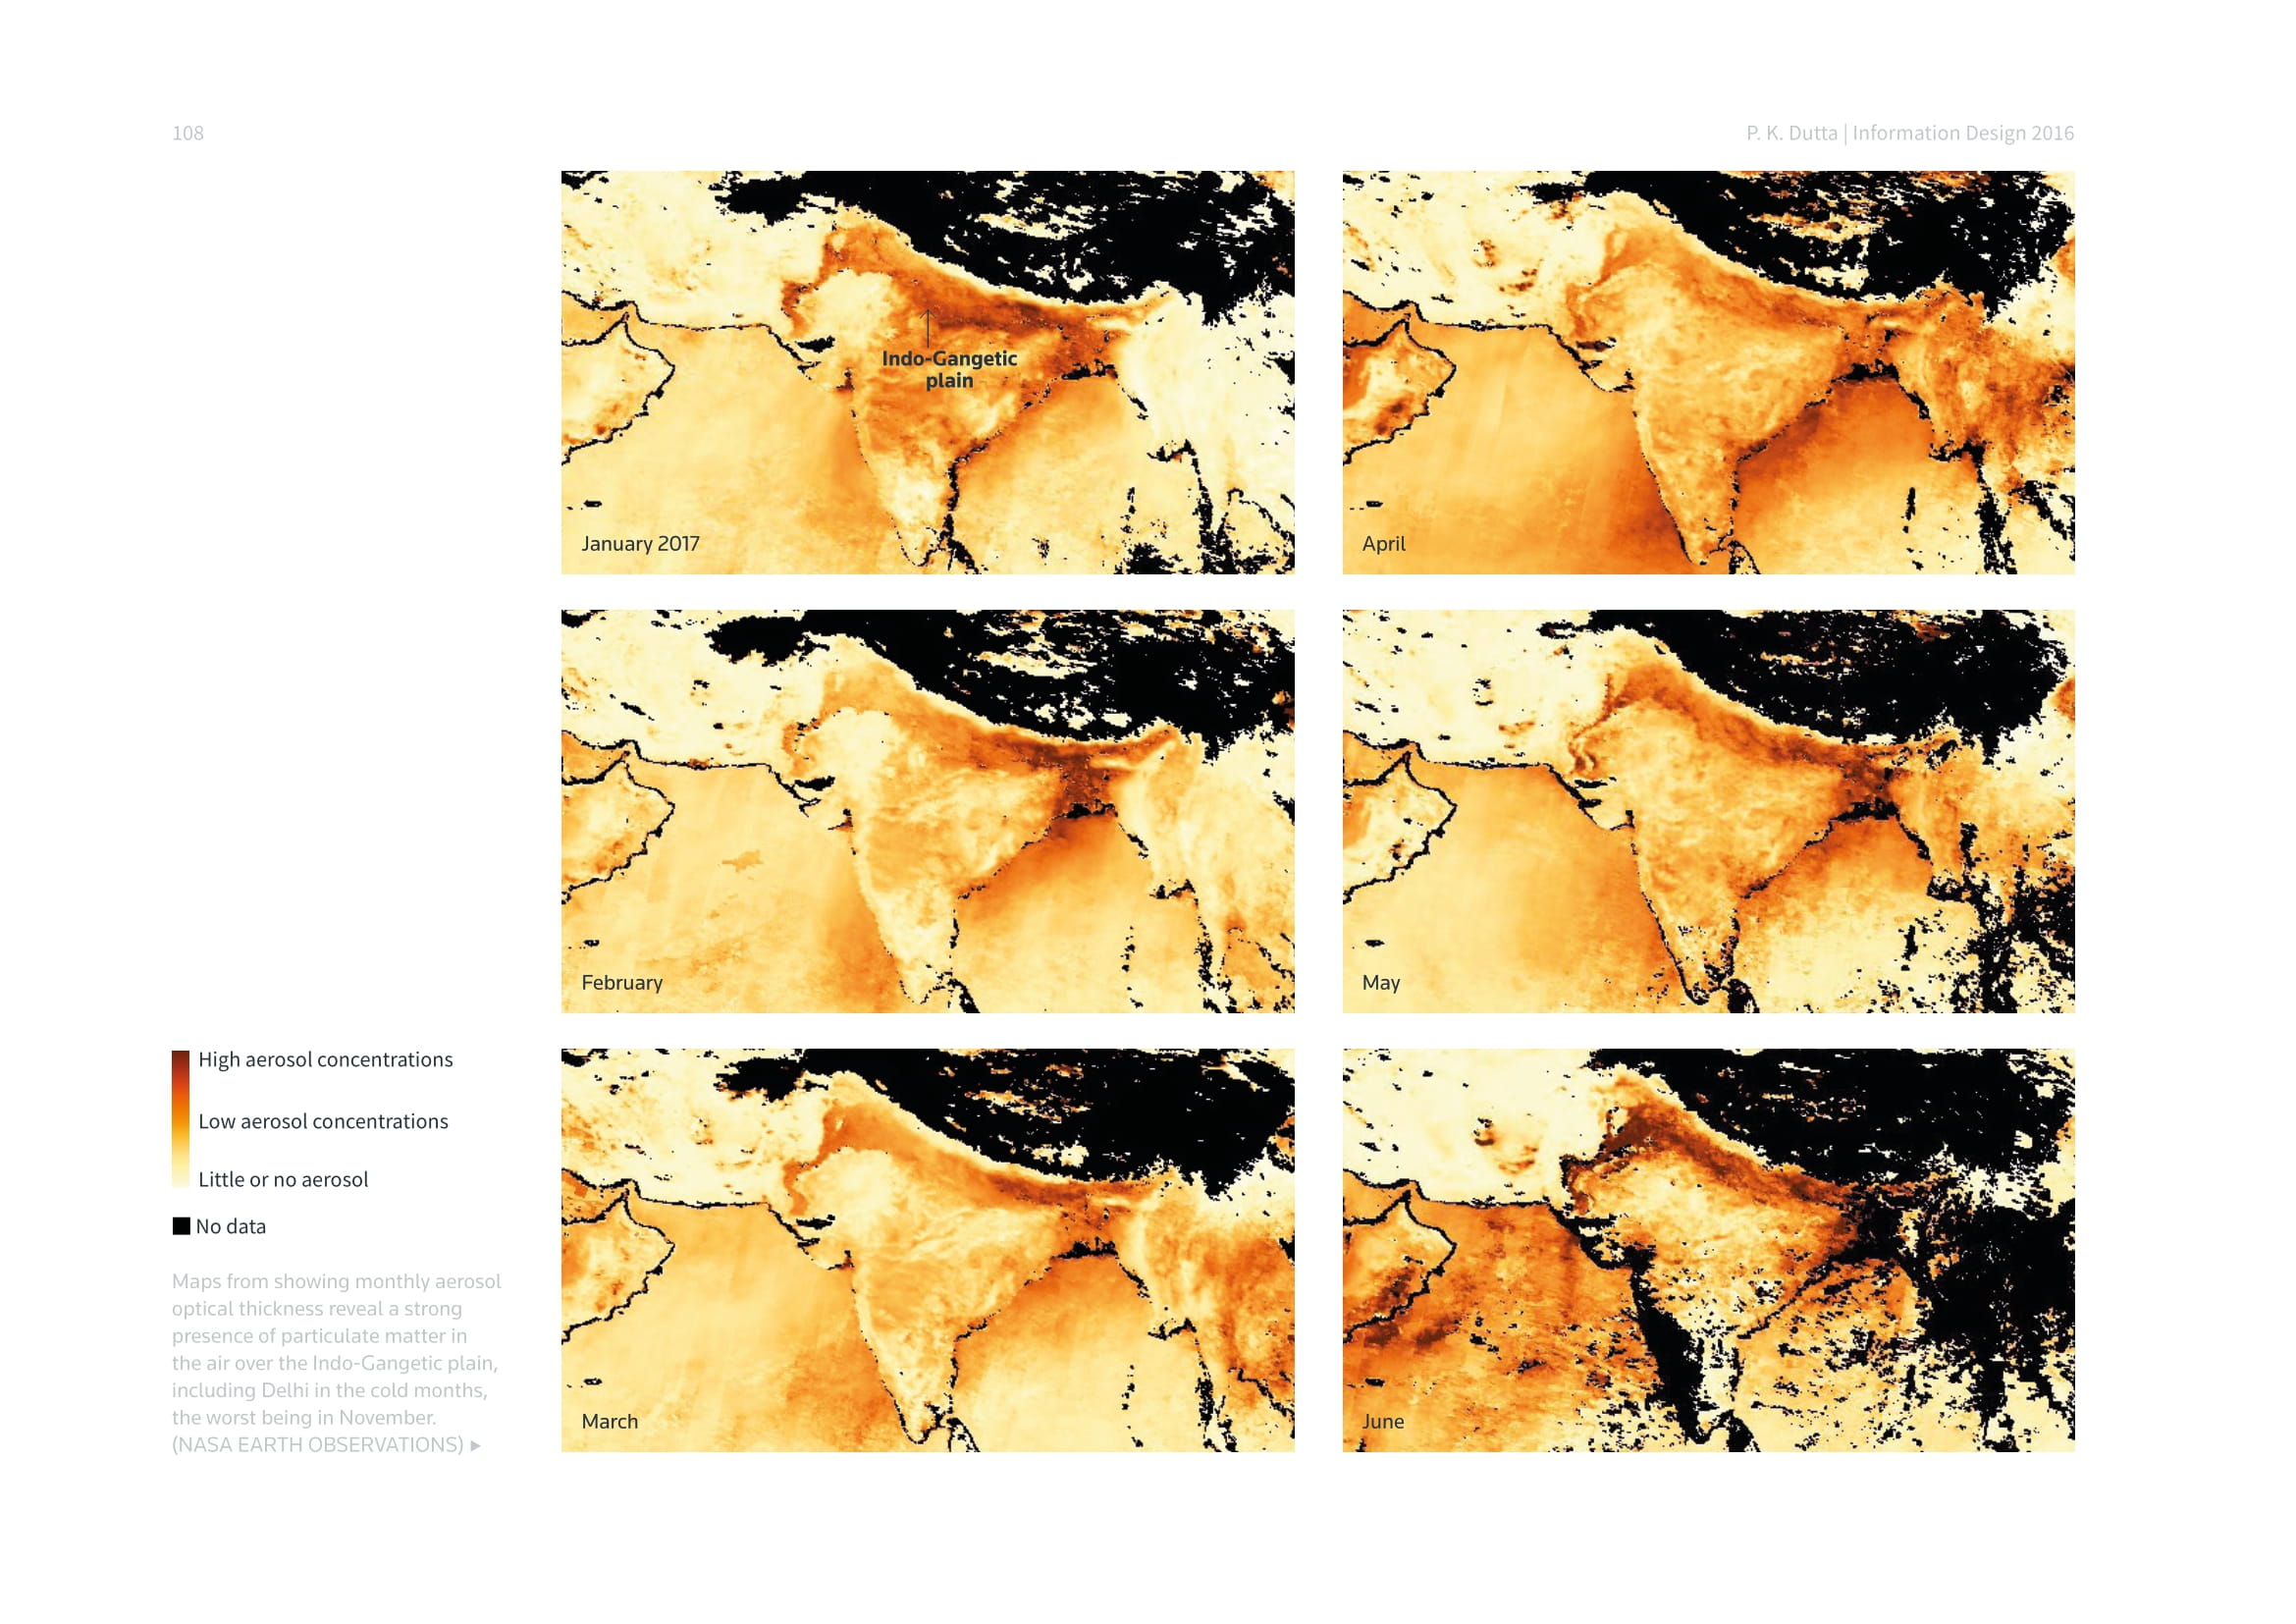 108
P. K. Dutta | Information Design 2016
Indo-Gangetic
plain
January 2017
April
February
May
High aerosol concentrations
Low aerosol concentrations
Little or no aerosol
No data
Maps from showing monthly aerosol
optical thickness reveal a strong
presence of particulate matter in
the air over the Indo-Gangetic plain,
including Delhi in the cold months,
the worst being in November.
(NASA EARTH OBSERVATIONS) ▶
March
June